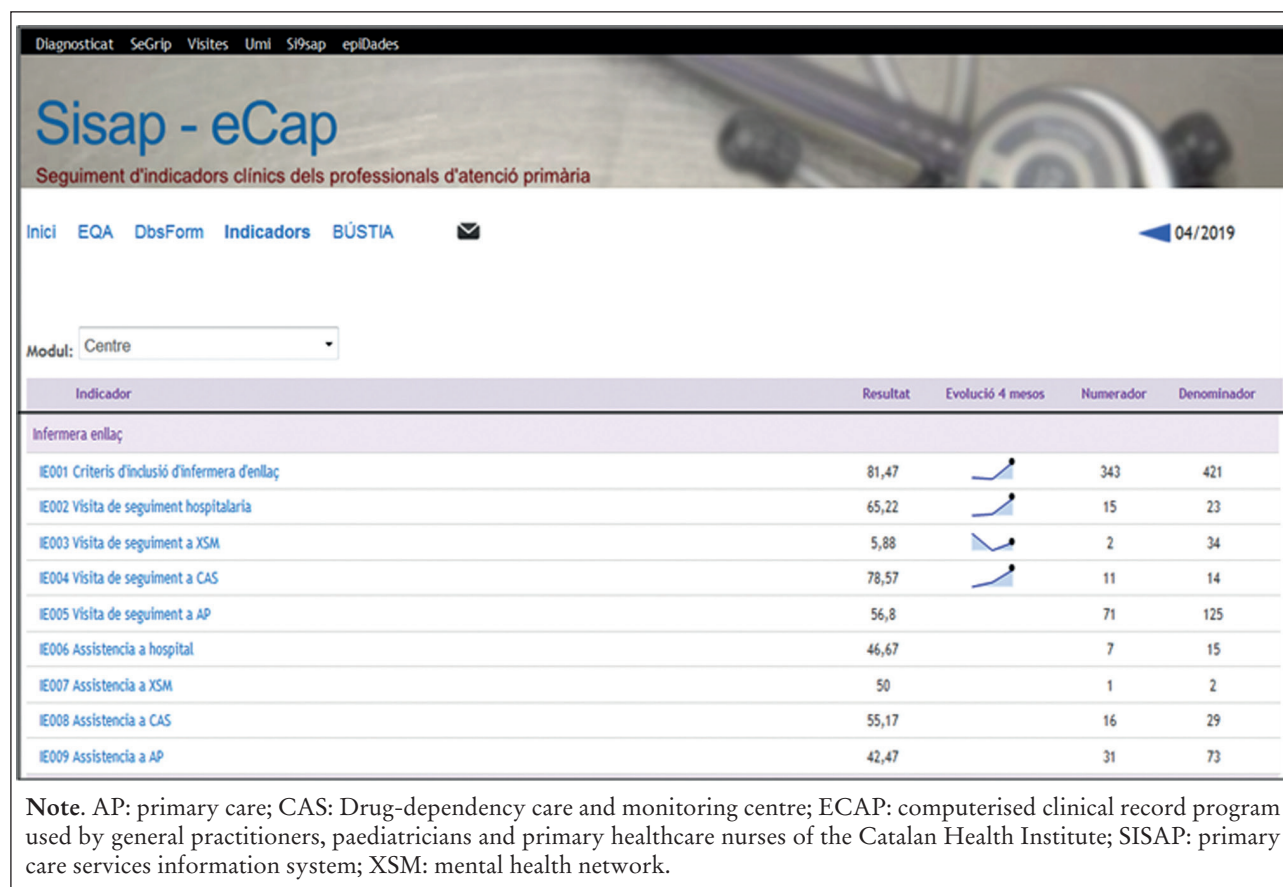 Diagnosticat SeGrip Visites Umi Si9sap epiDades
Sisap - eCap
Seguiment d'indicadors clínics dels professionals d'atenció primària
Inici EQA DbsForm Indicadors BÚSTIA 04/2019
Modul: Centre
Indicador Resultat Evolució 4 mesos Numerador Denominador
Infermera enllaç
IE001 Criteris d'inclusió d'infermera d'enllaç 81,47 343 421
IE002 Visita de seguiment hospitalaria 65,22 15 23
IE003 Visita de seguiment a XSM 5,88 2 34
IE004 Visita de seguiment a CAS 78,57 11 14
IE005 Visita de seguiment a AP 56,8 71 125
IE006 Assistencia a hospital 46,67 7 15
IE007 Assistencia a XSM 50 1 2
IE008 Assistencia a CAS 55,17 16 29
IE009 Assistencia a AP 42,47 31 73
Note. AP: primary care; CAS: Drug-dependency care and monitoring centre; ECAP: computerised clinical record program
used by general practitioners, paediatricians and primary healthcare nurses of the Catalan Health Institute; SISAP: primary
care services information system; XSM: mental health network.